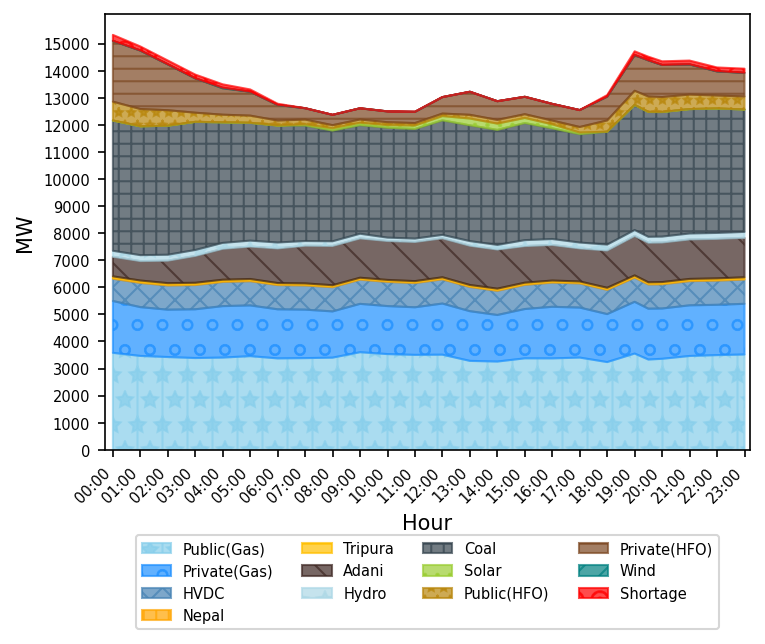 15000
14000
13000
12000
11000
10000
9000
8000
7000
6000
5000
4000
3000
2000
1000
0
MW
00:00 01:00 02:00 03:00 04:00 05:00 06:00 07:00 08:00 09:00 10:00 11:00 12:00 13:00 14:00 15:00 16:00 17:00 18:00 19:00 20:00 21:00 22:00 23:00
Hour
Public(Gas) Tripura Coal Private(HFO)
Private(Gas) Adani Solar Wind
HVDC Hydro Public(HFO) Shortage
Nepal